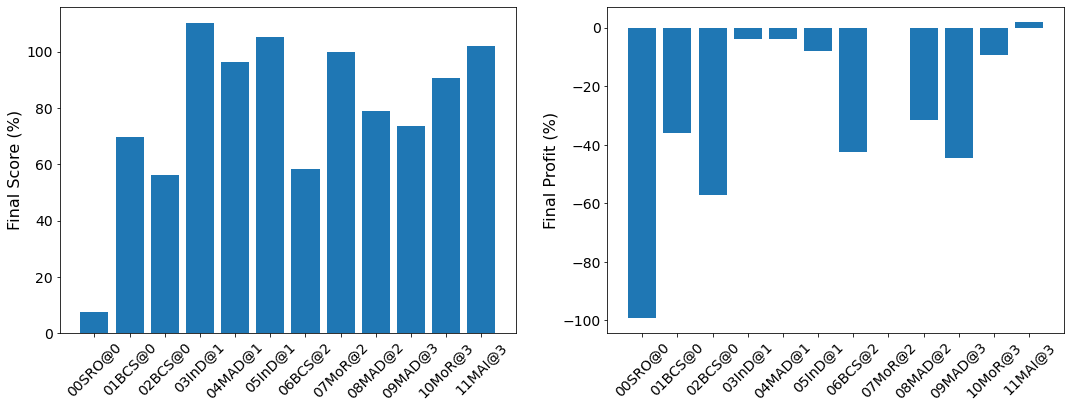 Final Score (%)
100
80
60
40
20
0
00SRO@0
01BCS@0
02BCS@0
03InD@1
04MAD@1
05InD@1
06BCS@2
07MoR@2
08MAD@2
09MAD@3
10MoR@3
11MAI@3
Final Profit (%)
0
−20
−40
−60
−80
−100
00SRO@0
01BCS@0
02BCS@0
03InD@1
04MAD@1
05InD@1
06BCS@2
07MoR@2
08MAD@2
09MAD@3
10MoR@3
11MAI@3